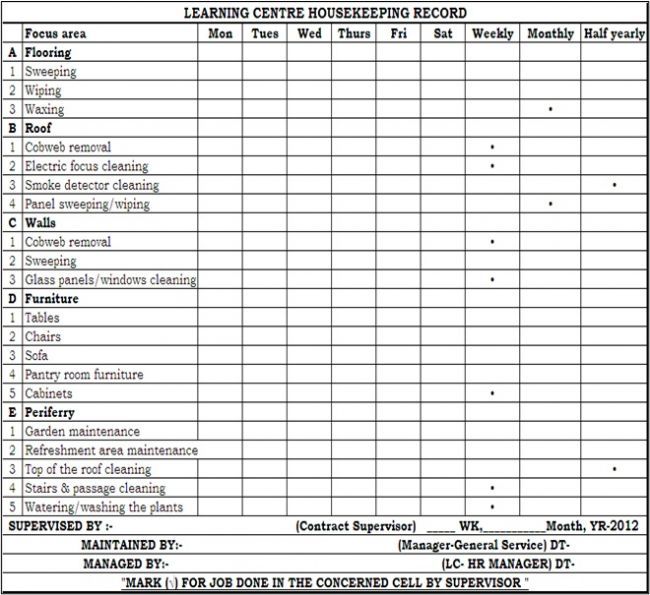 LEARNING CENTRE HOUSEKEEPING RECORD
Focus area Mon Tues Wed Thurs Fri Sat Weekly Monthly Half yearly
A Flooring
1 Sweeping
2 Wiping
3 Waxing •
B Roof
1 Cobweb removal •
2 Electric focus cleaning •
3 Smoke detector cleaning •
4 Panel sweeping/wiping •
C Walls
1 Cobweb removal •
2 Sweeping
3 Glass panels/windows cleaning •
D Furniture
1 Tables
2 Chairs
3 Sofa
4 Pantry room furniture
5 Cabinets •
E Periferry
1 Garden maintenance
2 Refreshment area maintenance
3 Top of the roof cleaning •
4 Stairs & passage cleaning •
5 Watering/washing the plants •
SUPERVISED BY :- (Contract Supervisor) _____ WK,___________Month, YR-2012
MAINTAINED BY:- (Manager-General Service) DT-
MANAGED BY:- (LC- HR MANAGER) DT-
"MARK (√) FOR JOB DONE IN THE CONCERNED CELL BY SUPERVISOR "